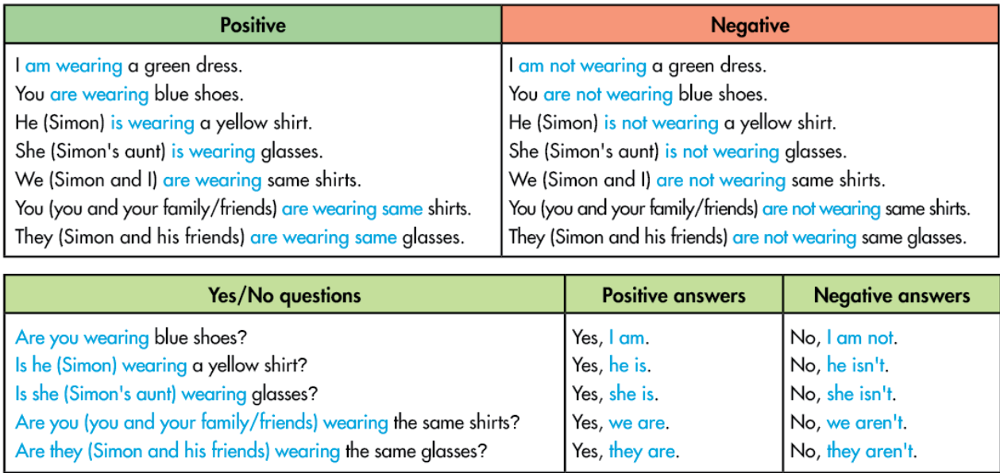 Positive
Negative
I am wearing a green dress.
You are wearing blue shoes.
He (Simon) is wearing a yellow shirt.
She (Simon's aunt) is wearing glasses.
We (Simon and I) are wearing same shirts.
You (you and your family/friends) are wearing same shirts.
They (Simon and his friends) are wearing same glasses.
I am not wearing a green dress.
You are not wearing blue shoes.
He (Simon) is not wearing a yellow shirt.
She (Simon's aunt) is not wearing glasses.
We (Simon and I) are not wearing same shirts.
You (you and your family/friends) are not wearing same shirts.
They (Simon and his friends) are not wearing same glasses.
Yes/No questions
Positive answers
Negative answers
Are you wearing blue shoes?
Yes, I am.
No, I am not.
Is he (Simon) wearing a yellow shirt?
Yes, he is.
No, he isn't.
Is she (Simon's aunt) wearing glasses?
Yes, she is.
No, she isn't.
Are you (you and your family/friends) wearing the same shirts?
Yes, we are.
No, we aren't.
Are they (Simon and his friends) wearing the same glasses?
Yes, they are.
No, they aren't.